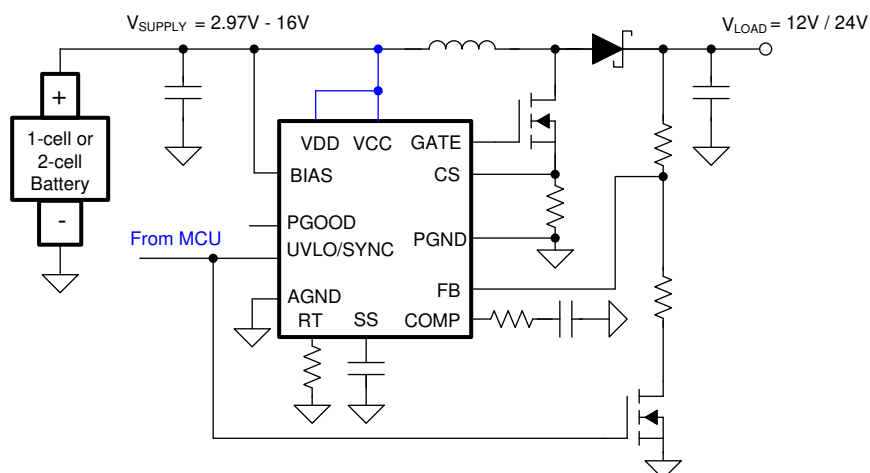 VSUPPLY = 2.97V - 16V
VLOAD = 12V / 24V
+
1-cell or
2-cell
Battery
-
VDD VCC GATE
BIAS CS
PGOOD
From MCU
UVLO/SYNC PGND
AGND FB
RT SS COMP